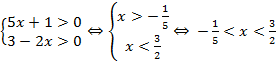 {5x + 1 > 0 ⇔ {x > −1/5 ⇔ −1/5 < x < 3/2
3 − 2x > 0 x < 3/2